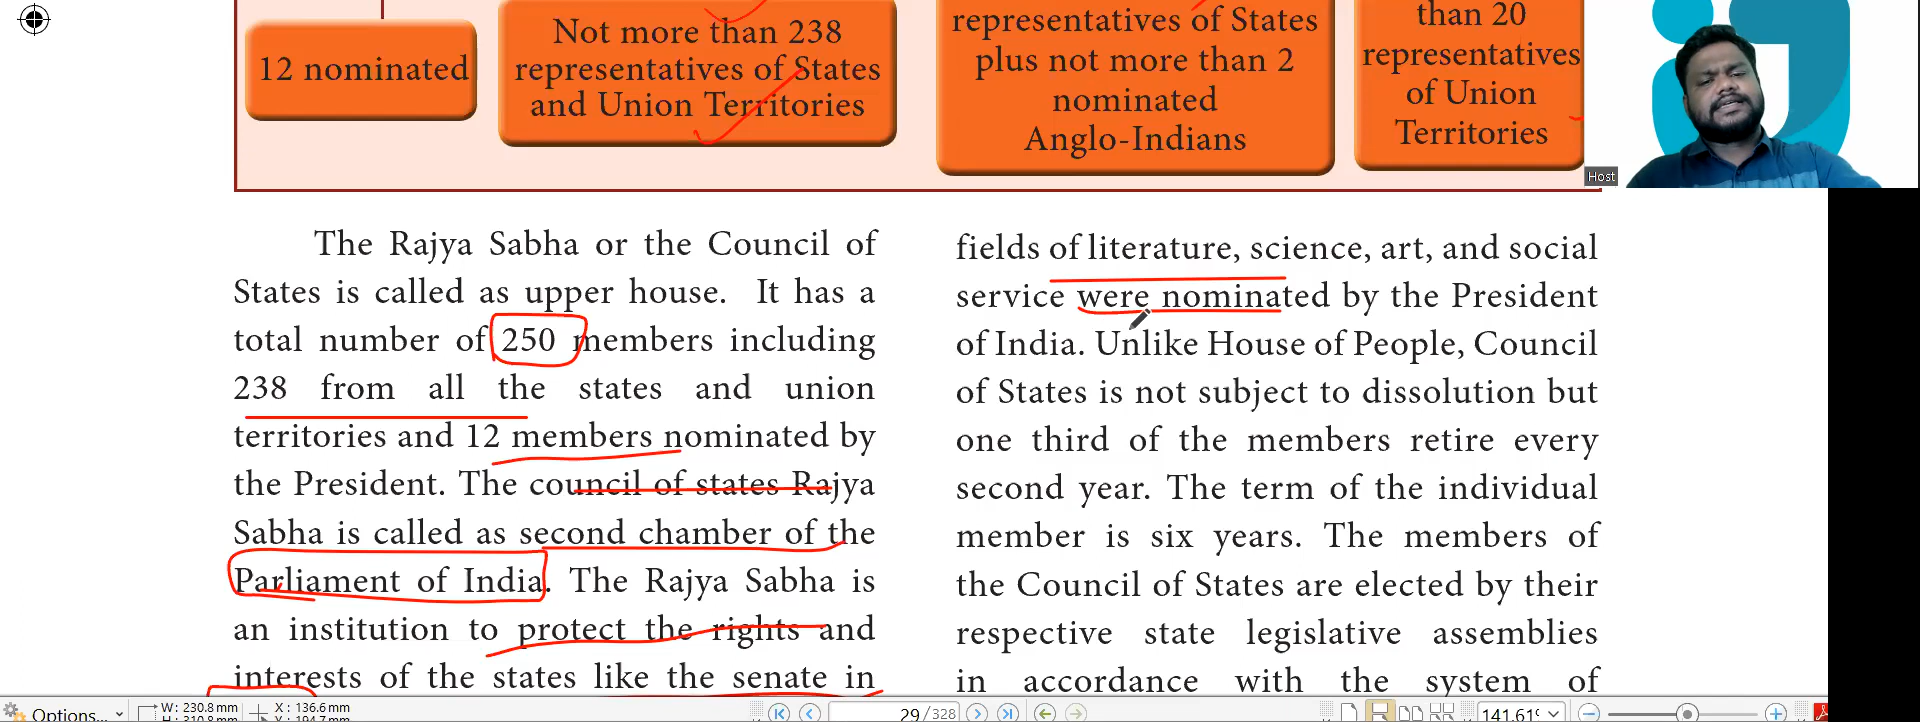 12 nominated
Not more than 238
representatives of States
and Union Territories
representatives of States
plus not more than 2
nominated
Anglo-Indians
than 20
representatives
of Union
Territories
Host
The Rajya Sabha or the Council of
States is called as upper house. It has a
total number of 250 members including
238 from all the states and union
territories and 12 members nominated by
the President. The council of states Rajya
Sabha is called as second chamber of the
Parliament of India. The Rajya Sabha is
an institution to protect the rights and
interests of the states like the senate in
fields of literature, science, art, and social
service were nominated by the President
of India. Unlike House of People, Council
of States is not subject to dissolution but
one third of the members retire every
second year. The term of the individual
member is six years. The members of
the Council of States are elected by their
respective state legislative assemblies
in accordance with the system of
Options...
W: 230.8 mm
H: 310.8 mm
X: 136.6 mm
Y: 194.7 mm
29 / 328
141.61%